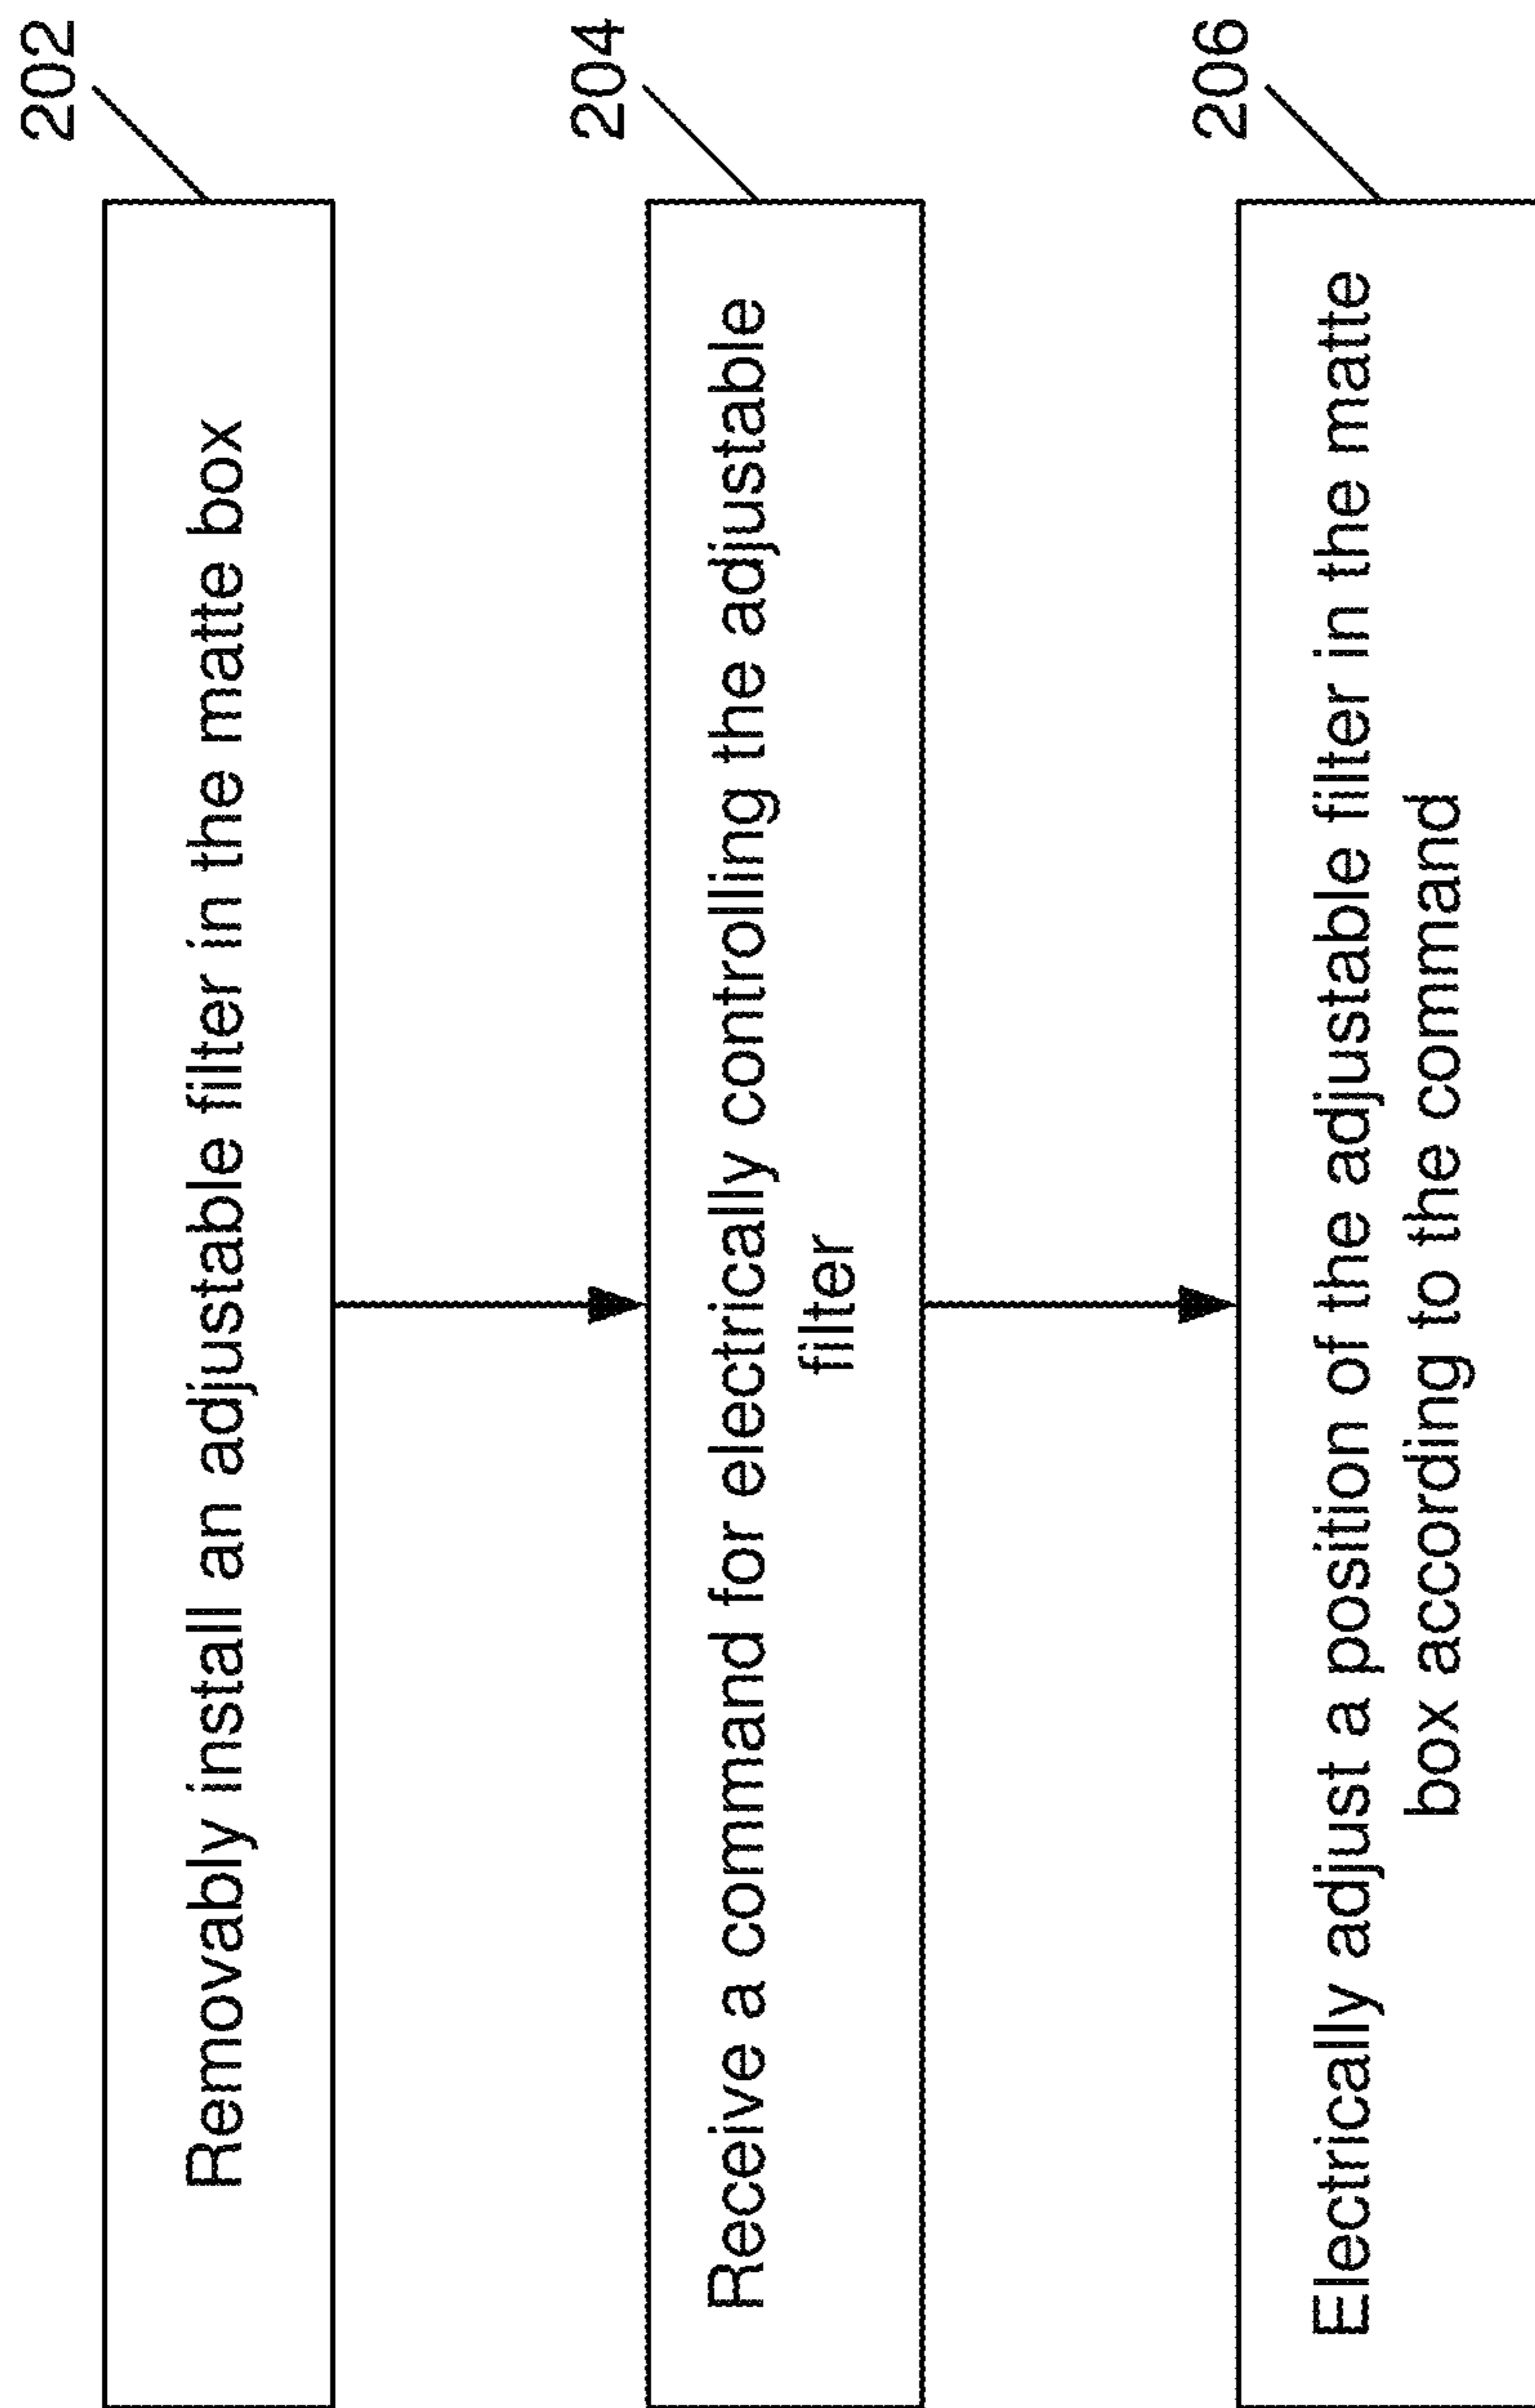 202
Removably install an adjustable filter in the matte box
204
Receive a command for electrically controlling the adjustable
filter
206
Electrically adjust a position of the adjustable filter in the matte
box according to the command